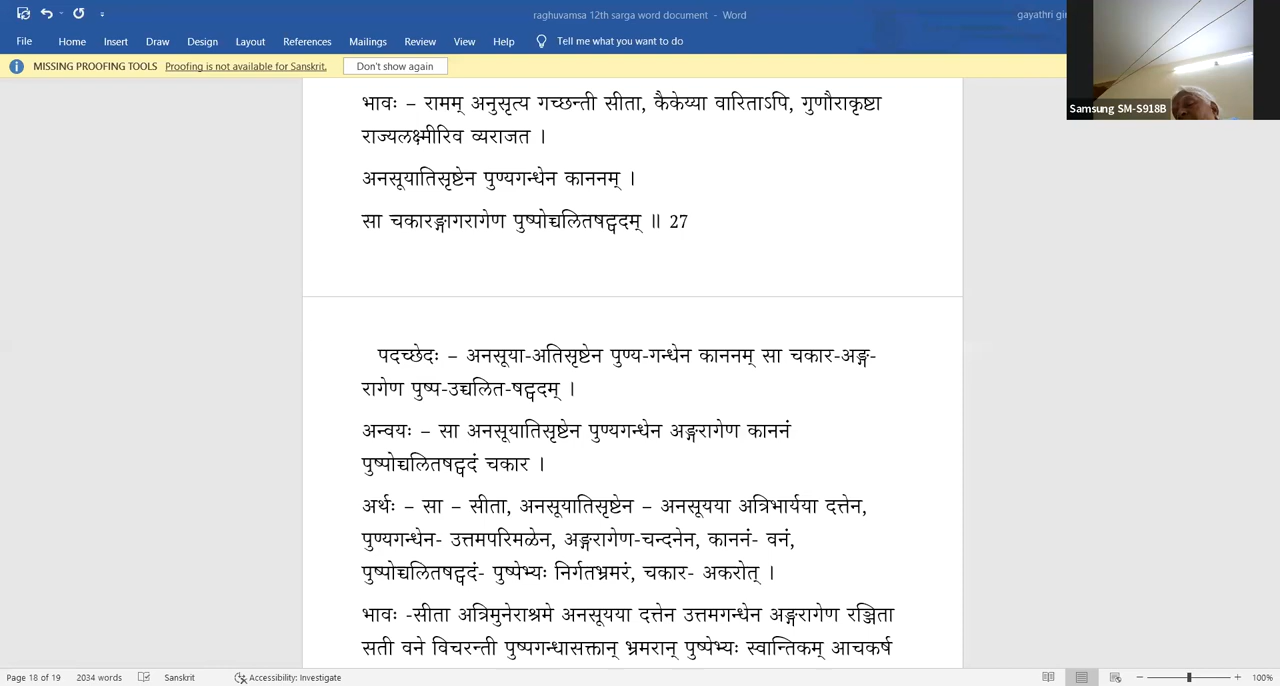 raghuvamsa 12th sarga word document - Word
gayathri gir
File Home Insert Draw Design Layout References Mailings Review View Help Tell me what you want to do
MISSING PROOFING TOOLS Proofing is not available for Sanskrit. Don't show again
Samsung SM-S918B
भावः – रामम् अनुसृत्य गच्छन्ती सीता, कैकेय्या वारिताऽपि, गुणौराकृष्टा
राज्यलक्ष्मीरिव व्यराजत ।
अनसूयातिसृष्टेन पुण्यगन्धेन काननम् ।
सा चकारङ्गागरागेण पुष्पोच्चलितषट्पदम् ॥ 27
पदच्छेदः – अनसूया-अतिसृष्टेन पुण्य-गन्धेन काननम् सा चकार-अङ्ग-
रागेण पुष्प-उच्चलित-षट्पदम् ।
अन्वयः – सा अनसूयातिसृष्टेन पुण्यगन्धेन अङ्गरागेण काननं
पुष्पोच्चलितषट्पदं चकार ।
अर्थः – सा – सीता, अनसूयातिसृष्टेन – अनसूयया अत्रिभार्यया दत्तेन,
पुण्यगन्धेन- उत्तमपरिमळेन, अङ्गरागेण-चन्दनेन, काननं- वनं,
पुष्पोच्चलितषट्पदं- पुष्पेभ्यः निर्गतभ्रमरं, चकार- अकरोत् ।
भावः -सीता अत्रिमुनेराश्रमे अनसूयया दत्तेन उत्तमगन्धेन अङ्गरागेण रञ्जिता
सती वने विचरन्ती पुष्पगन्धासक्तान् भ्रमरान् पुष्पेभ्यः स्वान्तिकम् आचकर्ष
Page 18 of 19 2034 words Sanskrit Accessibility: Investigate 100%